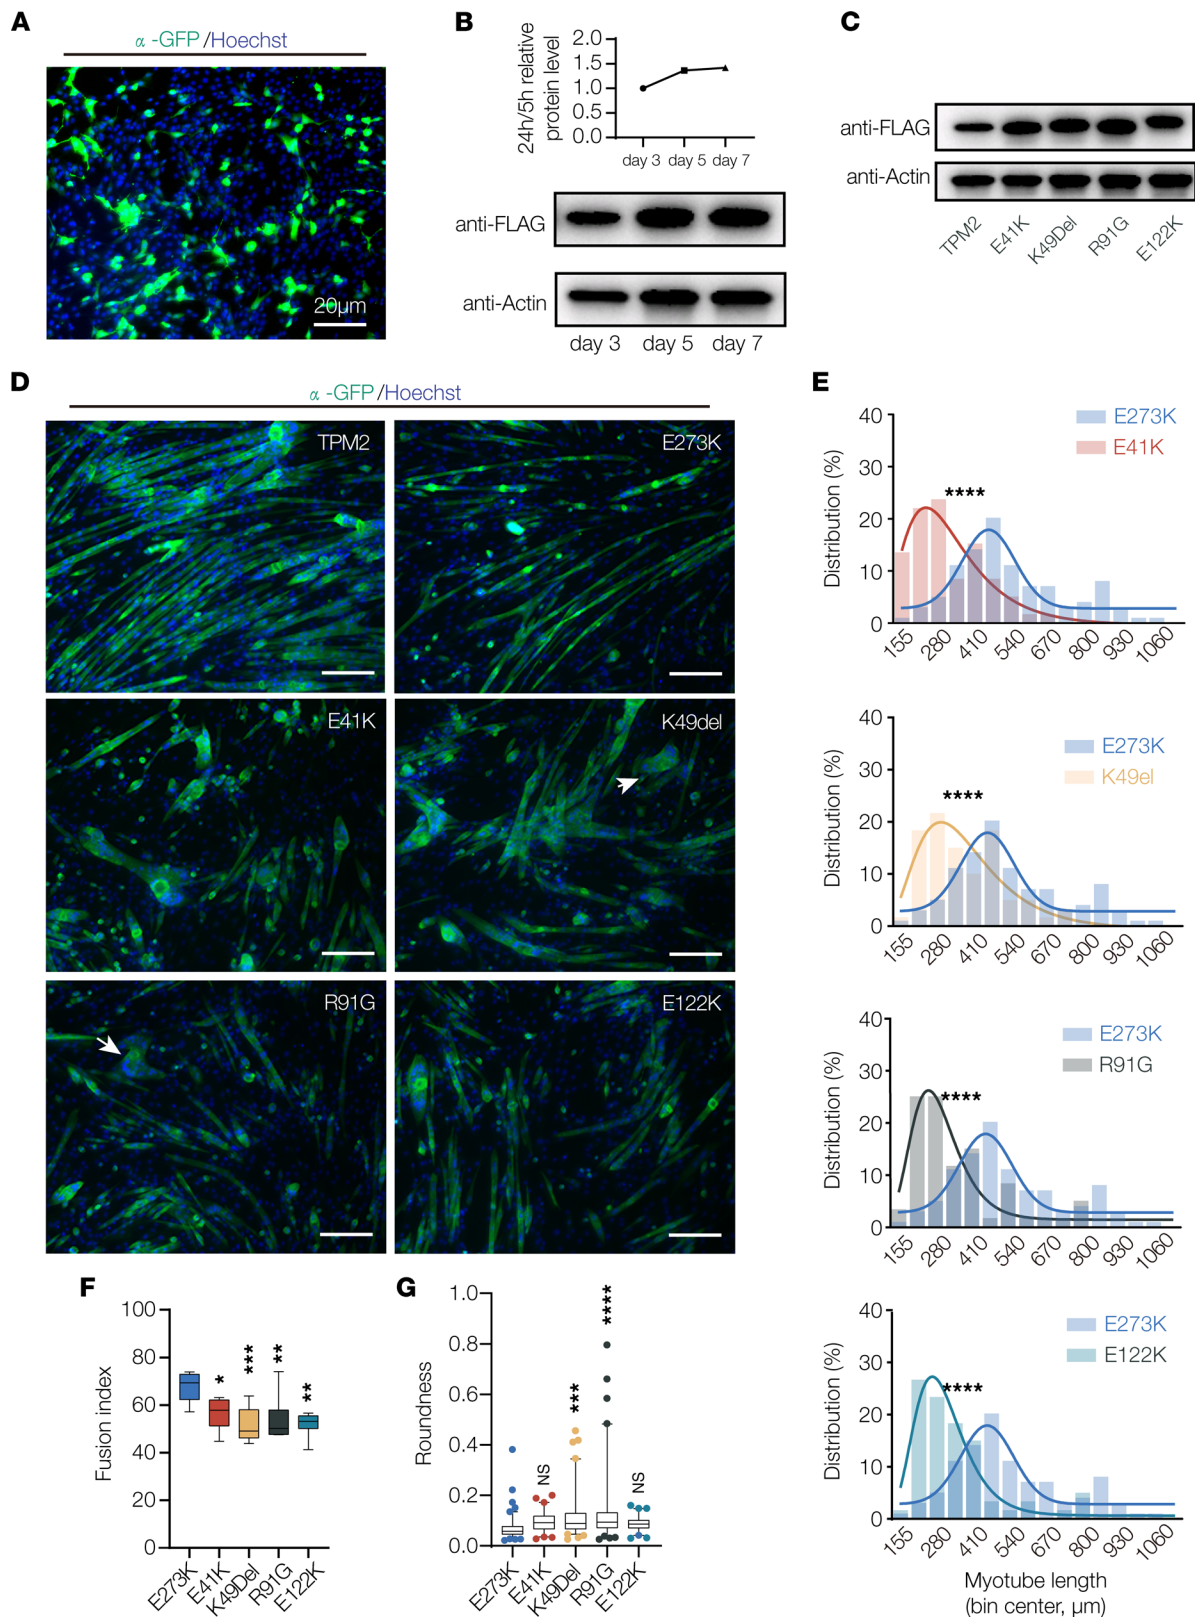 A
α -GFP/Hoechst
20µm
B
24h/5h relative
protein level
2.0
1.5
1.0
0.5
0.0
day 3
day 5
day 7
anti-FLAG
anti-Actin
day 3
day 5
day 7
C
anti-FLAG
anti-Actin
TPM2
E41K
K49Del
R91G
E122K
D
α -GFP/Hoechst
TPM2
E273K
E41K
K49del
R91G
E122K
E
40
30
20
10
0
Distribution (%)
E273K
E41K
****
155
280
410
540
670
800
930
1060
40
30
20
10
0
Distribution (%)
E273K
K49el
****
155
280
410
540
670
800
930
1060
40
30
20
10
0
Distribution (%)
E273K
R91G
****
155
280
410
540
670
800
930
1060
40
30
20
10
0
Distribution (%)
E273K
E122K
****
155
280
410
540
670
800
930
1060
Myotube length
(bin center, µm)
F
100
80
60
40
20
0
Fusion index
*
***
**
**
E273K
E41K
K49Del
R91G
E122K
G
1.0
0.8
0.6
0.4
0.2
0.0
Roundness
NS
***
****
NS
E273K
E41K
K49Del
R91G
E122K